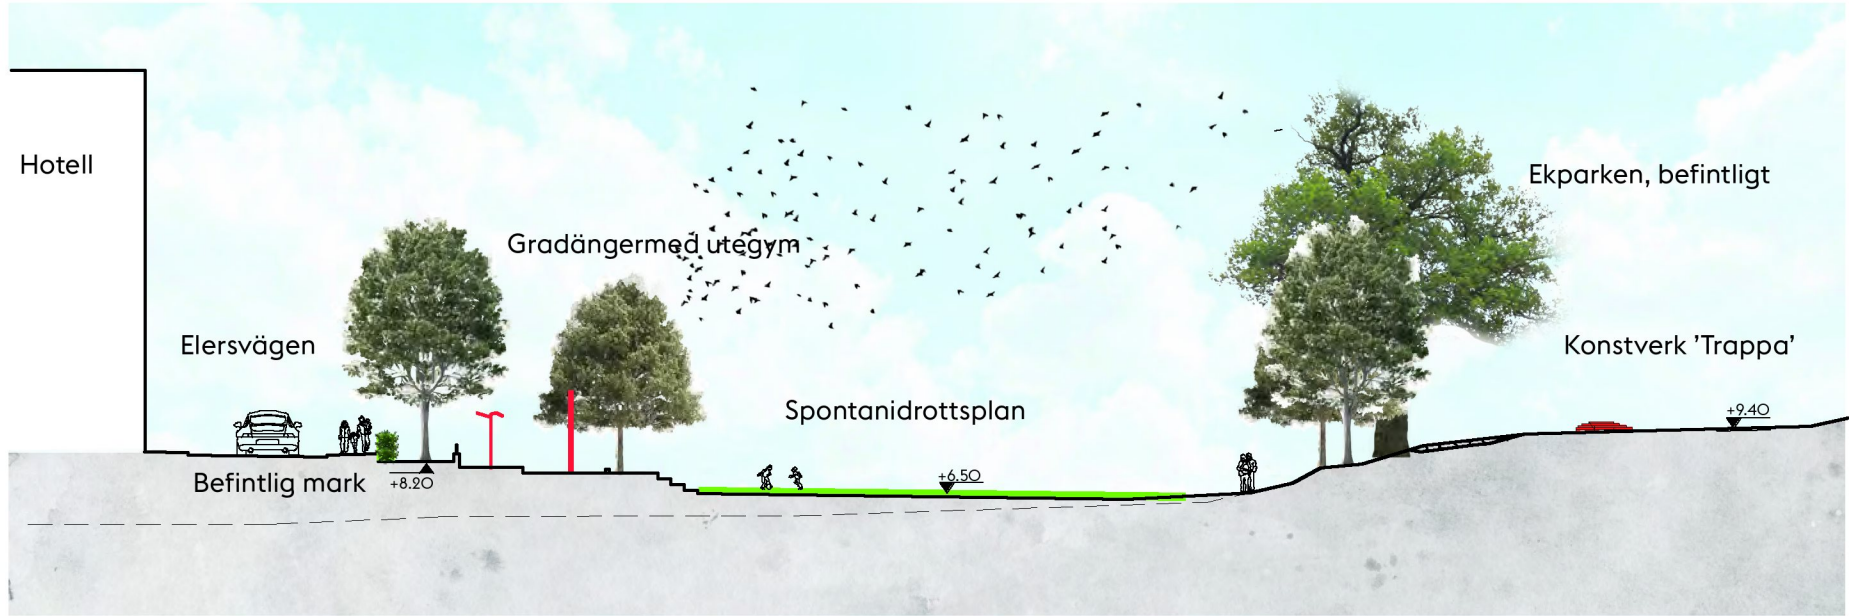 Hotell
Ekparken, befintligt
Gradängermed utegym
Elersvägen
Konstverk 'Trappa'
Spontanidrottsplan
+9.40
Befintlig mark
+8.20
+6.50